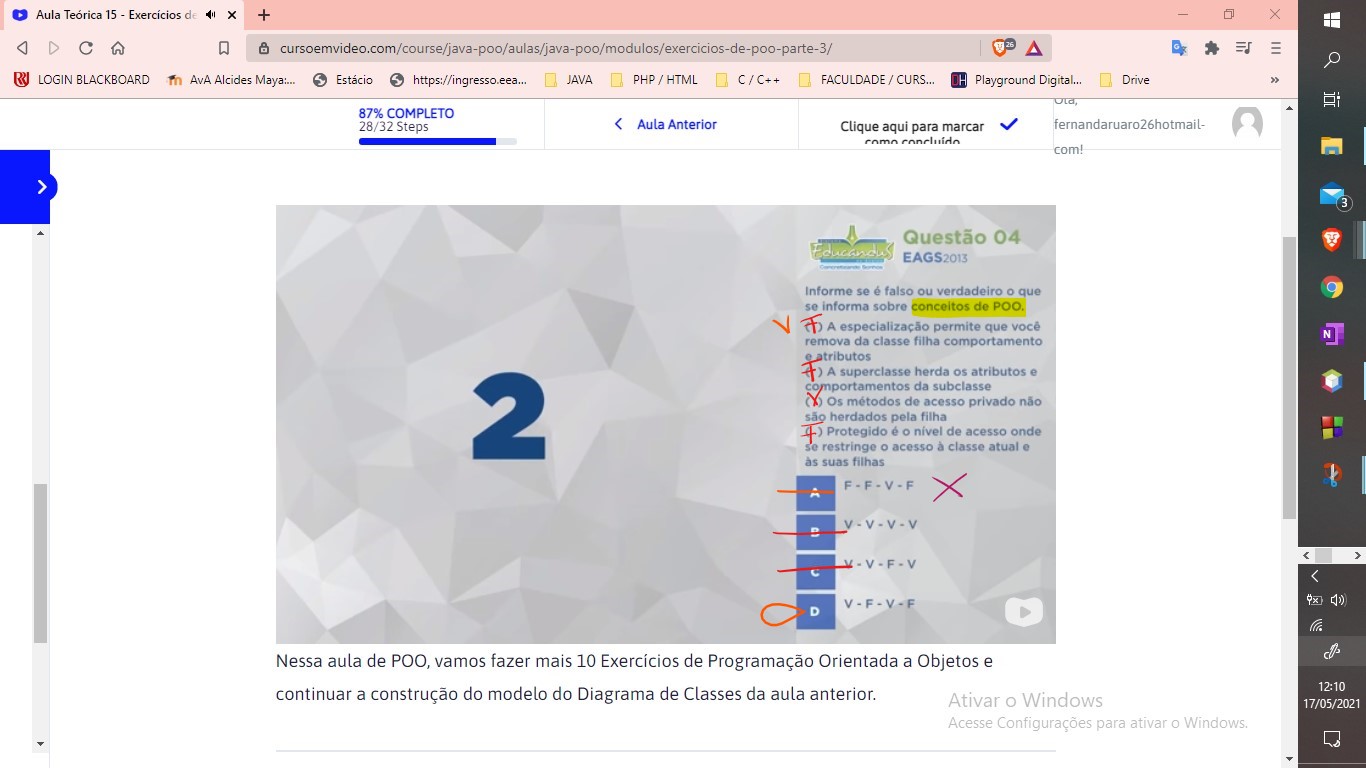 Aula Teórica 15 - Exercícios de
cursoemvideo.com/course/java-poo/aulas/java-poo/modulos/exercicios-de-poo-parte-3/
26
LOGIN BLACKBOARD
AvA Alcides Maya:...
Estácio
https://ingresso.eea...
JAVA
PHP / HTML
C / C++
FACULDADE / CURS...
Playground Digital...
Drive
»
87% COMPLETO
28/32 Steps
Aula Anterior
Clique aqui para marcar
como concluído
Olá,
fernandaruaro26hotmail-
com!
2
Educandus
Concretizando Sonhos
Questão 04
EAGS2013
Informe se é falso ou verdadeiro o que
se informa sobre conceitos de POO.
V F ( ) A especialização permite que você
remova da classe filha comportamento
e atributos
F ( ) A superclasse herda os atributos e
comportamentos da subclasse
V ( ) Os métodos de acesso privado não
são herdados pela filha
F ( ) Protegido é o nível de acesso onde
se restringe o acesso à classe atual e
às suas filhas
A F - F - V - F
B V - V - V - V
C V - V - F - V
D V - F - V - F
Nessa aula de POO, vamos fazer mais 10 Exercícios de Programação Orientada a Objetos e
continuar a construção do modelo do Diagrama de Classes da aula anterior.
Ativar o Windows
Acesse Configurações para ativar o Windows.
3
12:10
17/05/2021